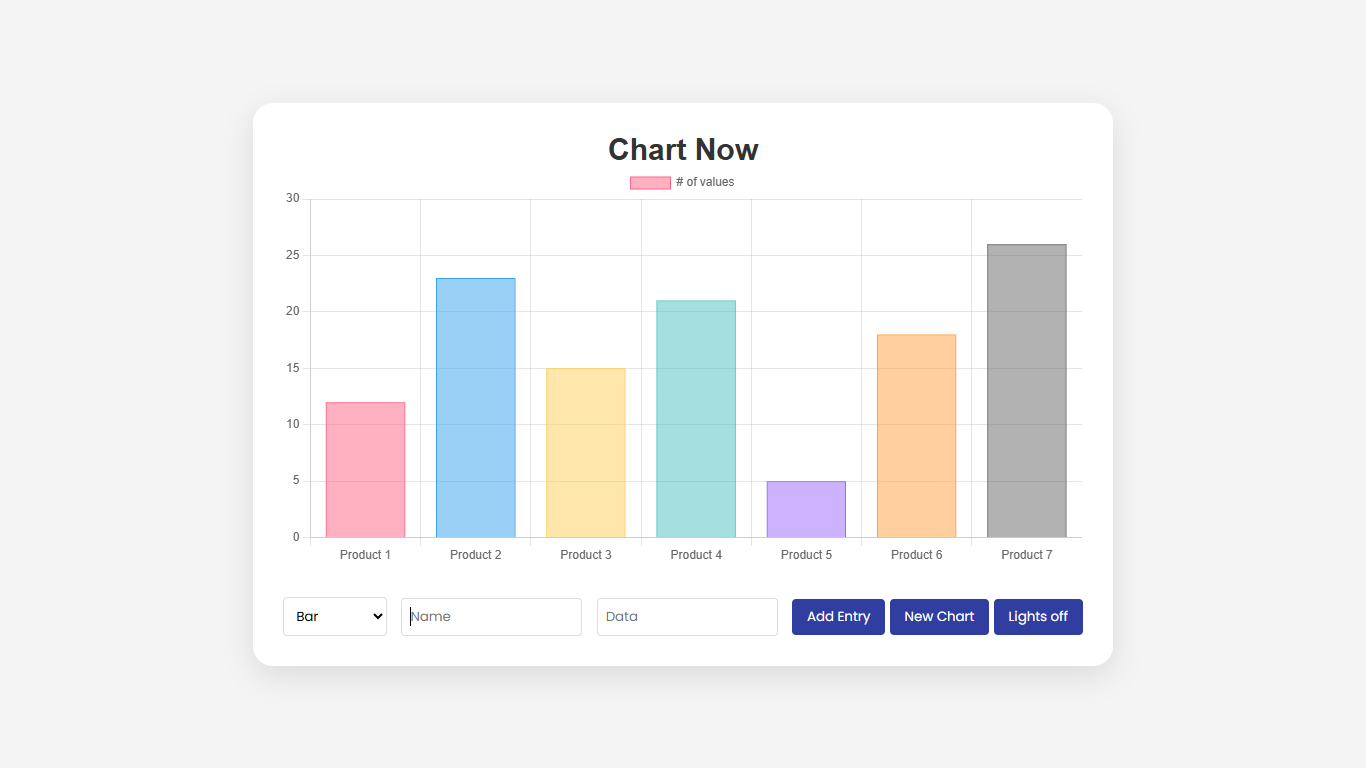 Chart Now
# of values
30
25
20
15
10
5
0
Product 1 Product 2 Product 3 Product 4 Product 5 Product 6 Product 7
Bar Name Data Add Entry New Chart Lights off